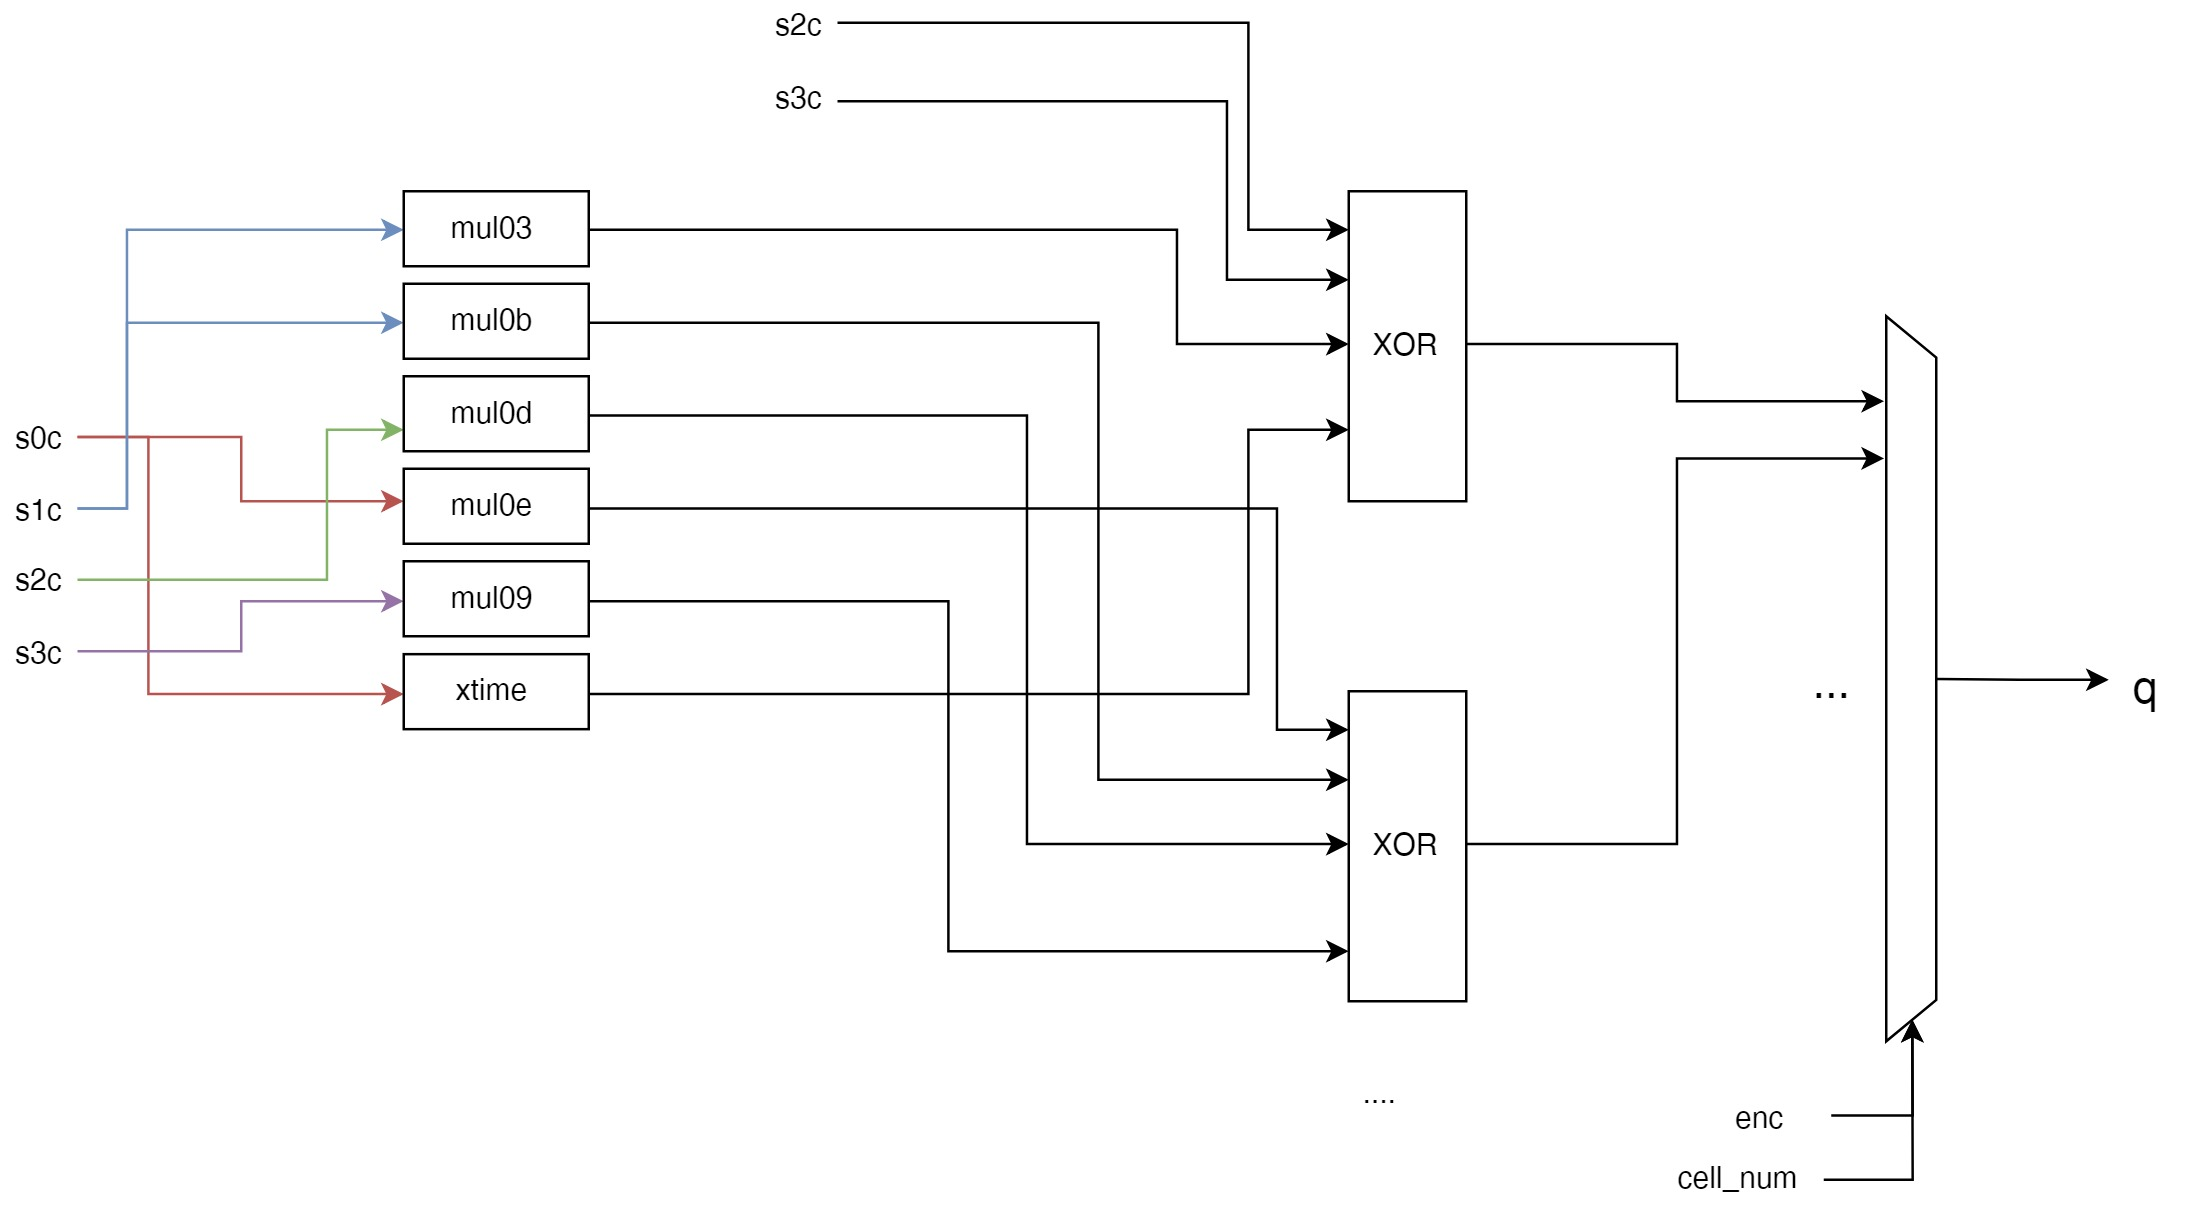 s2c
s3c
mul03
mul0b
mul0d
mul0e
mul09
xtime
s0c
s1c
s2c
s3c
XOR
XOR
...
....
q
enc
cell_num